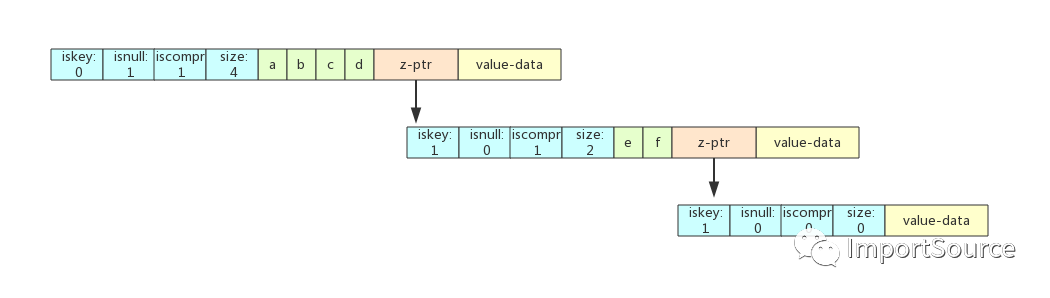 iskey: isnull: iscompr size: a b c d z-ptr value-data
0 1 1 4
iskey: isnull: iscompr size: e f z-ptr value-data
1 0 1 2
iskey: isnull: iscompr size: value-data
1 0 0 0
ImportSource